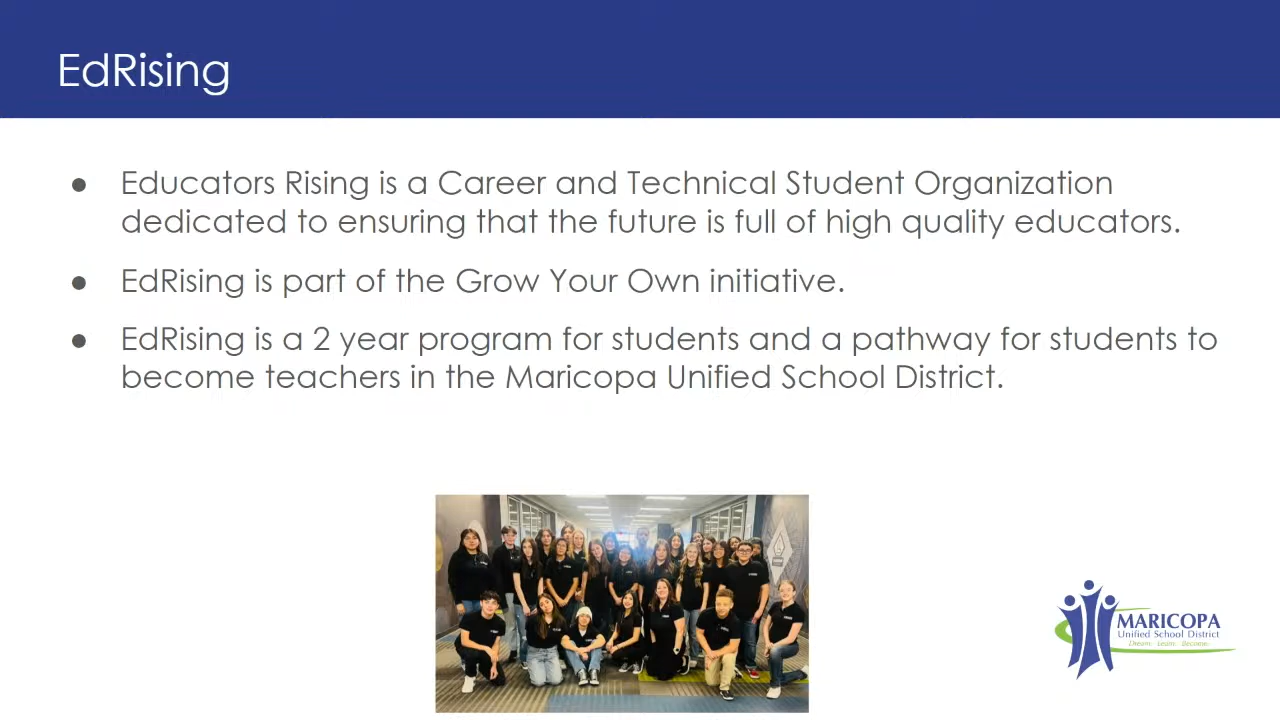 EdRising
● Educators Rising is a Career and Technical Student Organization
dedicated to ensuring that the future is full of high quality educators.
● EdRising is part of the Grow Your Own initiative.
● EdRising is a 2 year program for students and a pathway for students to
become teachers in the Maricopa Unified School District.
MARICOPA
Unified School District
Dream. Learn. Become.